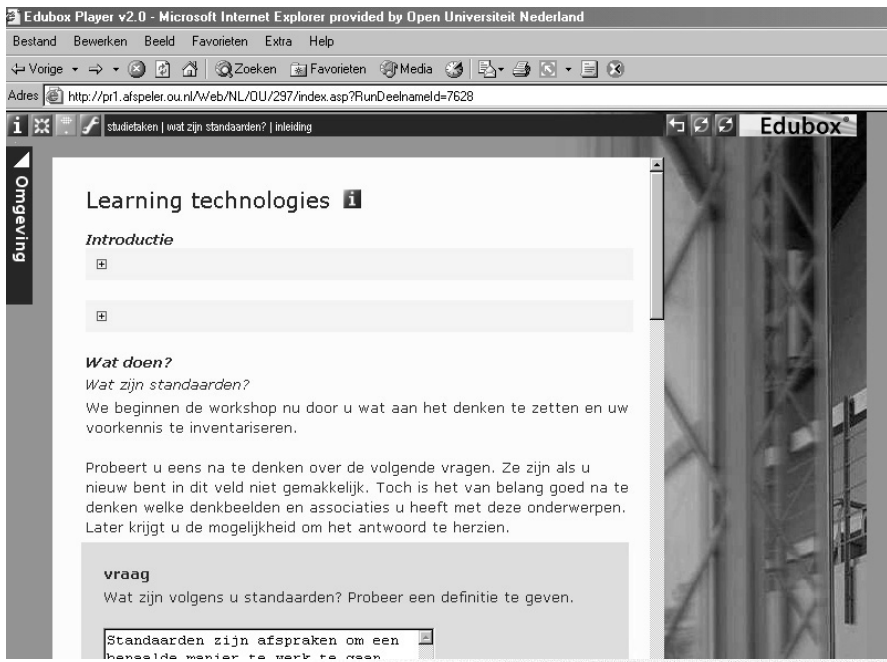 Edubox Player v2.0 - Microsoft Internet Explorer provided by Open Universiteit Nederland
Bestand Bewerken Beeld Favorieten Extra Help
Vorige Zoeken Favorieten Media
Adres http://pr1.afspeler.ou.nl/Web/NL/OU/297/index.asp?RunDeelnameId=7628
studietaken | wat zijn standaarden? | inleiding
Edubox
Omgeving
Learning technologies i
Introductie
Wat doen?
Wat zijn standaarden?
We beginnen de workshop nu door u wat aan het denken te zetten en uw
voorkennis te inventariseren.
Probeert u eens na te denken over de volgende vragen. Ze zijn als u
nieuw bent in dit veld niet gemakkelijk. Toch is het van belang goed na te
denken welke denkbeelden en associaties u heeft met deze onderwerpen.
Later krijgt u de mogelijkheid om het antwoord te herzien.
vraag
Wat zijn volgens u standaarden? Probeer een definitie te geven.
Standaarden zijn afspraken om een
bepaalde manier te werk te gaan